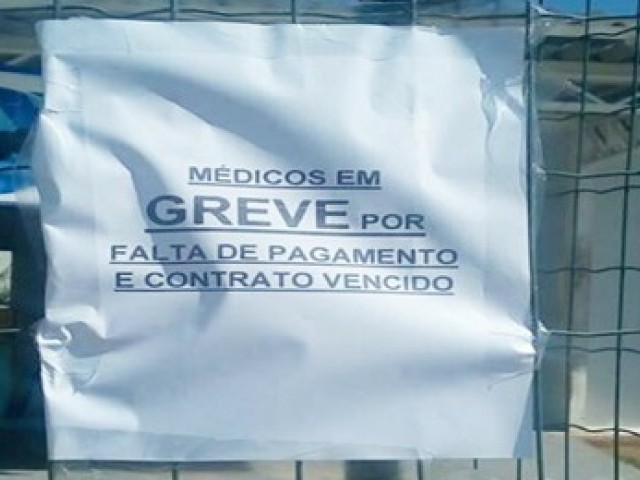 MÉDICOS EM
GREVE POR
FALTA DE PAGAMENTO
E CONTRATO VENCIDO